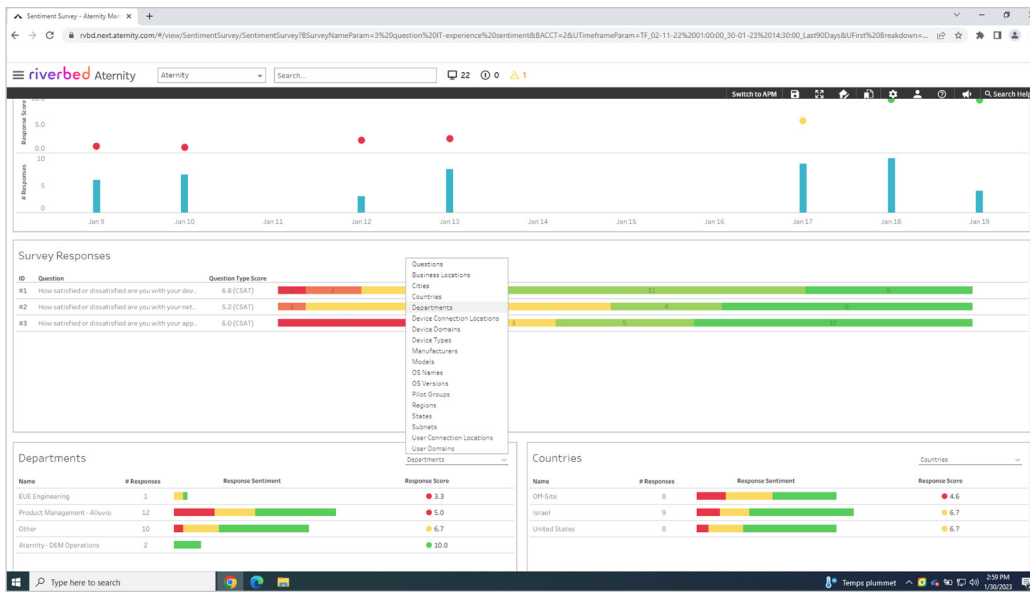 Sentiment Survey - Aternity Man
rvbd.next.aternity.com/#/view/SentimentSurvey/SentimentSurvey?BSurveyNameParam=3%20question%20IT-experience%20sentiment&BACCT=2&UTimeframeParam=TF_02-11-22%2001:00:00_30-01-23%2014:30:00_Last90Days&UFirst%20Breakdown=...
riverbed Aternity
Aternity
Search...
22
0
1
Switch to APM
Search Help
Response Score
5.0
0.0
# Responses
10
5
0
Jan 9 Jan 10 Jan 11 Jan 12 Jan 13 Jan 14 Jan 15 Jan 16 Jan 17 Jan 18 Jan 19
Survey Responses
ID Question Question Type Score
#1 How satisfied or dissatisfied are you with your dev.. 6.8 (CSAT) 2 11 6
#2 How satisfied or dissatisfied are you with your net.. 5.2 (CSAT) 1 4 9
#3 How satisfied or dissatisfied are you with your app.. 6.0 (CSAT) 3 5 10
Questions
Business Locations
Cities
Countries
Departments
Device Connection Locations
Device Domains
Device Types
Manufacturers
Models
OS Names
OS Versions
Pilot Groups
Regions
States
Subnets
User Connection Locations
User Domains
Departments
Departments
Name # Responses Response Sentiment Response Score
EUE Engineering 1 3.3
Product Management - Alluvio 12 5.0
Other 10 6.7
Aternity - DEM Operations 2 10.0
Countries
Countries
Name # Responses Response Sentiment Response Score
Off-Site 8 4.6
Israel 9 6.7
United States 8 6.7
Type here to search
Temps plummet
2:59 PM
1/30/2023